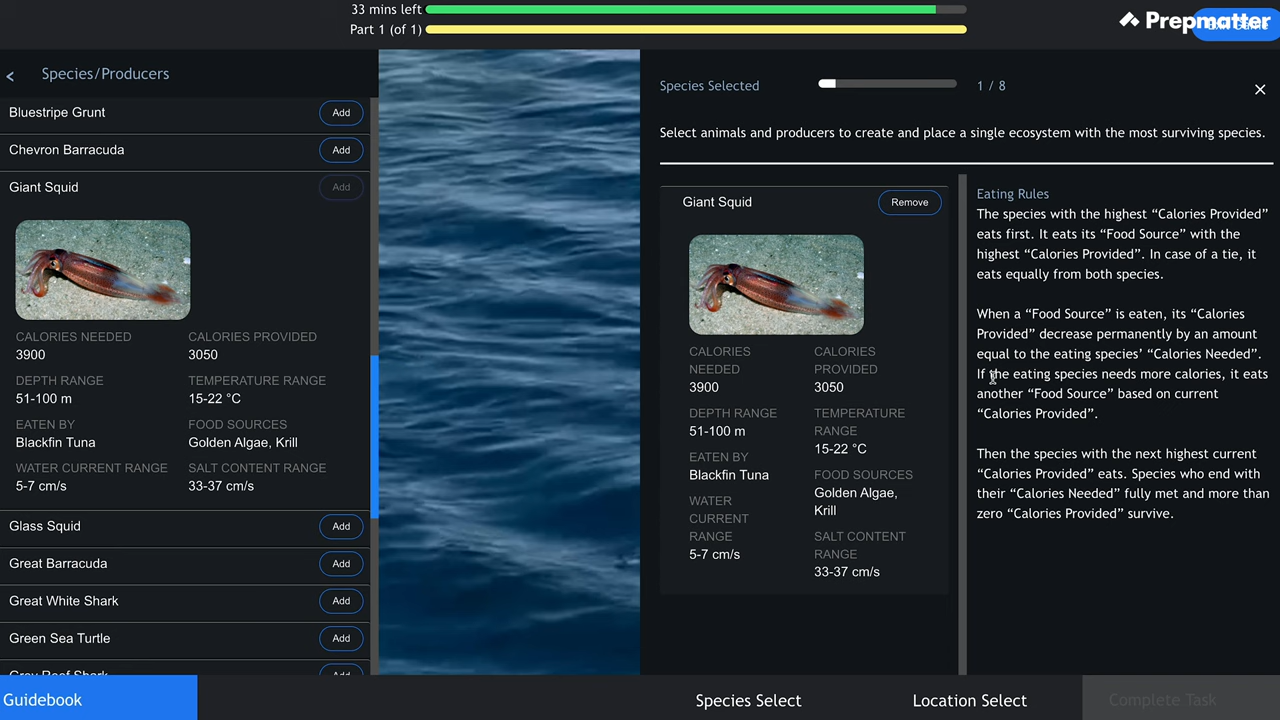 33 mins left
Part 1 (of 1)
Prepmatter
Species/Producers
Bluestripe Grunt
Add
Chevron Barracuda
Add
Giant Squid
Add
CALORIES NEEDED
3900
CALORIES PROVIDED
3050
DEPTH RANGE
51-100 m
TEMPERATURE RANGE
15-22 °C
EATEN BY
Blackfin Tuna
FOOD SOURCES
Golden Algae, Krill
WATER CURRENT RANGE
5-7 cm/s
SALT CONTENT RANGE
33-37 cm/s
Glass Squid
Add
Great Barracuda
Add
Great White Shark
Add
Green Sea Turtle
Add
Species Selected
1 / 8
Select animals and producers to create and place a single ecosystem with the most surviving species.
Giant Squid
Remove
CALORIES
NEEDED
3900
CALORIES
PROVIDED
3050
DEPTH RANGE
51-100 m
TEMPERATURE
RANGE
15-22 °C
EATEN BY
Blackfin Tuna
FOOD SOURCES
Golden Algae,
Krill
WATER
CURRENT
RANGE
5-7 cm/s
SALT CONTENT
RANGE
33-37 cm/s
Eating Rules
The species with the highest “Calories Provided”
eats first. It eats its “Food Source” with the
highest “Calories Provided”. In case of a tie, it
eats equally from both species.
When a “Food Source” is eaten, its “Calories
Provided” decrease permanently by an amount
equal to the eating species’ “Calories Needed”.
If the eating species needs more calories, it eats
another “Food Source” based on current
“Calories Provided”.
Then the species with the next highest current
“Calories Provided” eats. Species who end with
their “Calories Needed” fully met and more than
zero “Calories Provided” survive.
Guidebook
Species Select
Location Select
Complete Task